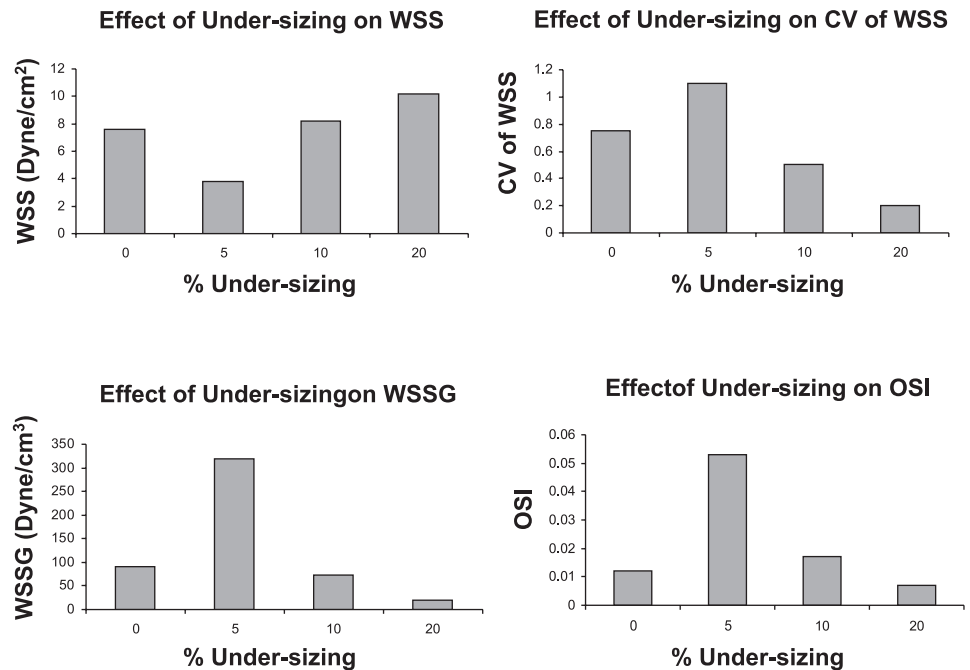 Effect of Under-sizing on WSS
WSS (Dyne/cm²)
12
10
8
6
4
2
0
0 5 10 20
% Under-sizing
Effect of Under-sizing on CV of WSS
CV of WSS
1.2
1
0.8
0.6
0.4
0.2
0
0 5 10 20
% Under-sizing
Effect of Under-sizingon WSSG
WSSG (Dyne/cm³)
350
300
250
200
150
100
50
0
0 5 10 20
% Under-sizing
Effectof Under-sizing on OSI
OSI
0.06
0.05
0.04
0.03
0.02
0.01
0
0 5 10 20
% Under-sizing